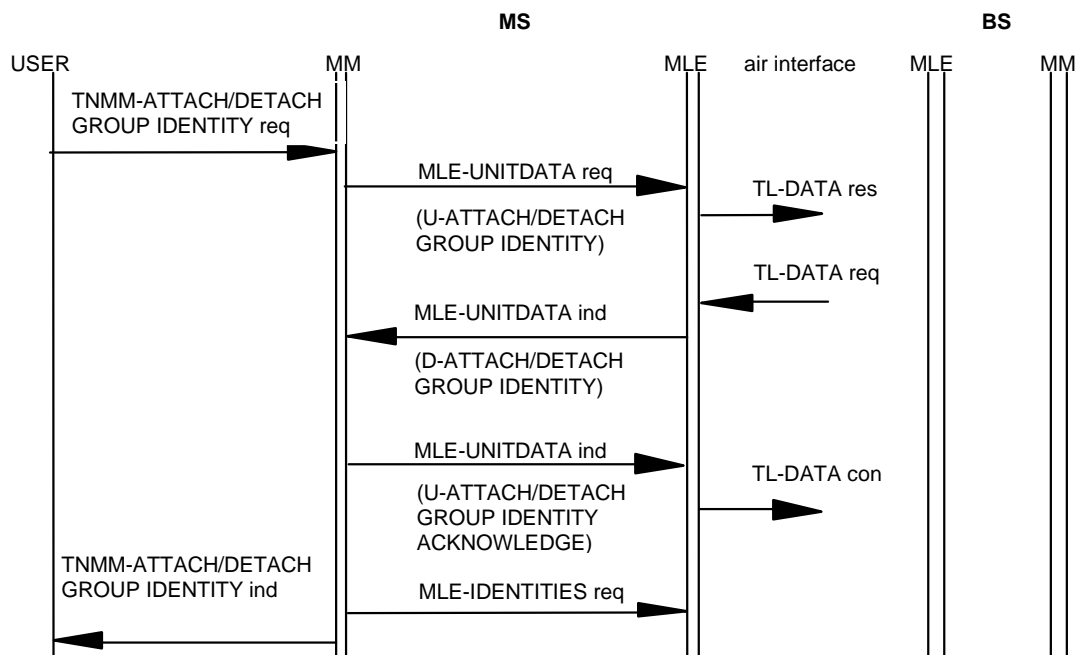 MS BS
USER MM MLE air interface MLE MM
TNMM-ATTACH/DETACH
GROUP IDENTITY req
MLE-UNITDATA req
TL-DATA res
(U-ATTACH/DETACH
GROUP IDENTITY)
TL-DATA req
MLE-UNITDATA ind
(D-ATTACH/DETACH
GROUP IDENTITY)
MLE-UNITDATA ind
TL-DATA con
(U-ATTACH/DETACH
GROUP IDENTITY
ACKNOWLEDGE)
TNMM-ATTACH/DETACH
GROUP IDENTITY ind
MLE-IDENTITIES req